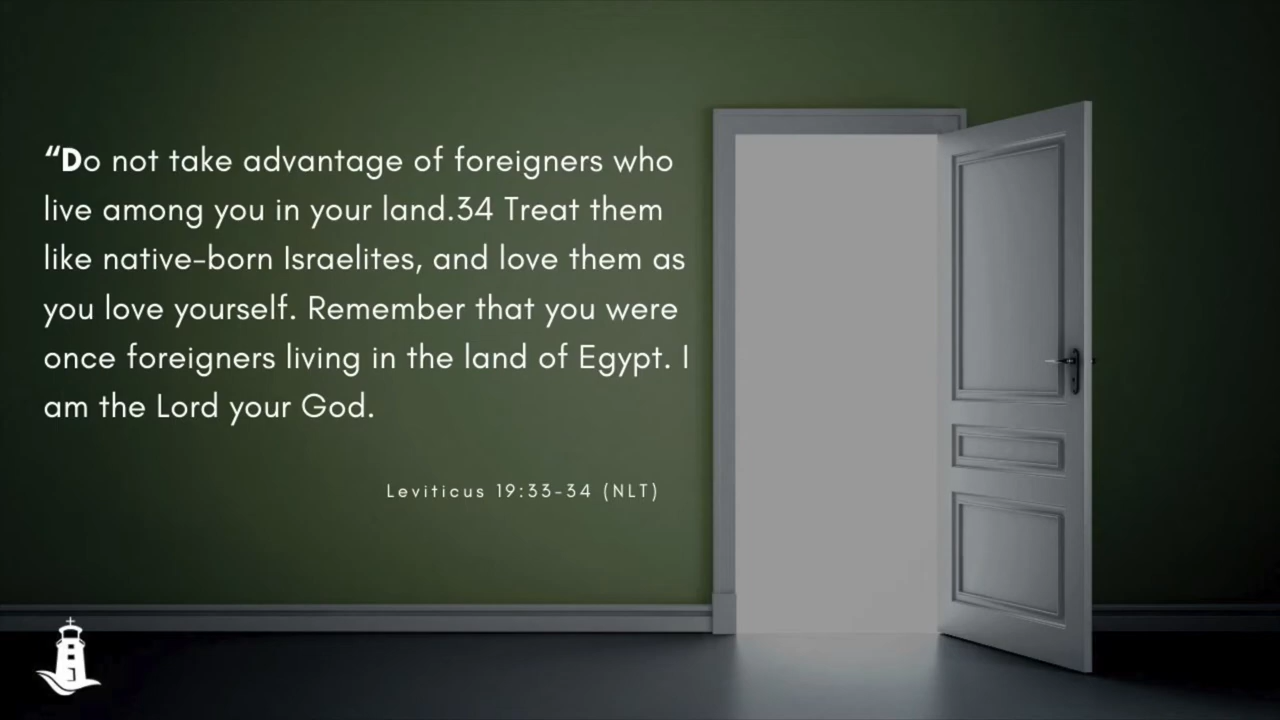 “Do not take advantage of foreigners who
live among you in your land.34 Treat them
like native-born Israelites, and love them as
you love yourself. Remember that you were
once foreigners living in the land of Egypt. I
am the Lord your God.
Leviticus 19:33-34 (NLT)